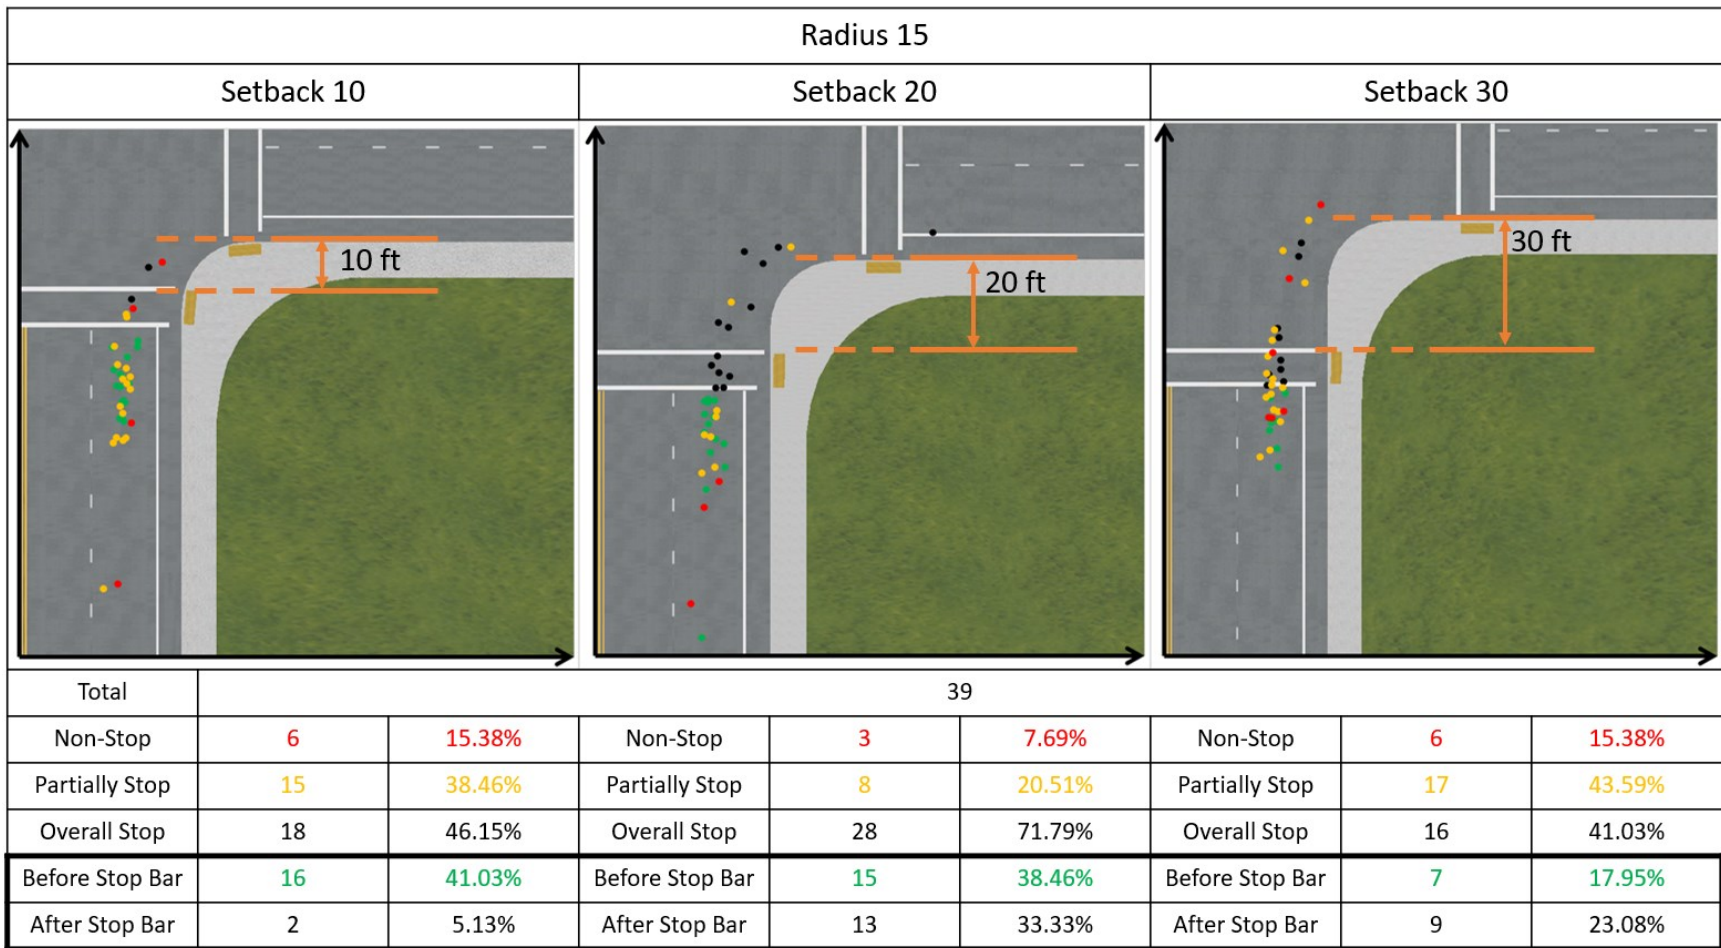 Radius 15
Setback 10 Setback 20 Setback 30
10 ft 20 ft 30 ft
Total 39
Non-Stop 6 15.38% Non-Stop 3 7.69% Non-Stop 6 15.38%
Partially Stop 15 38.46% Partially Stop 8 20.51% Partially Stop 17 43.59%
Overall Stop 18 46.15% Overall Stop 28 71.79% Overall Stop 16 41.03%
Before Stop Bar 16 41.03% Before Stop Bar 15 38.46% Before Stop Bar 7 17.95%
After Stop Bar 2 5.13% After Stop Bar 13 33.33% After Stop Bar 9 23.08%